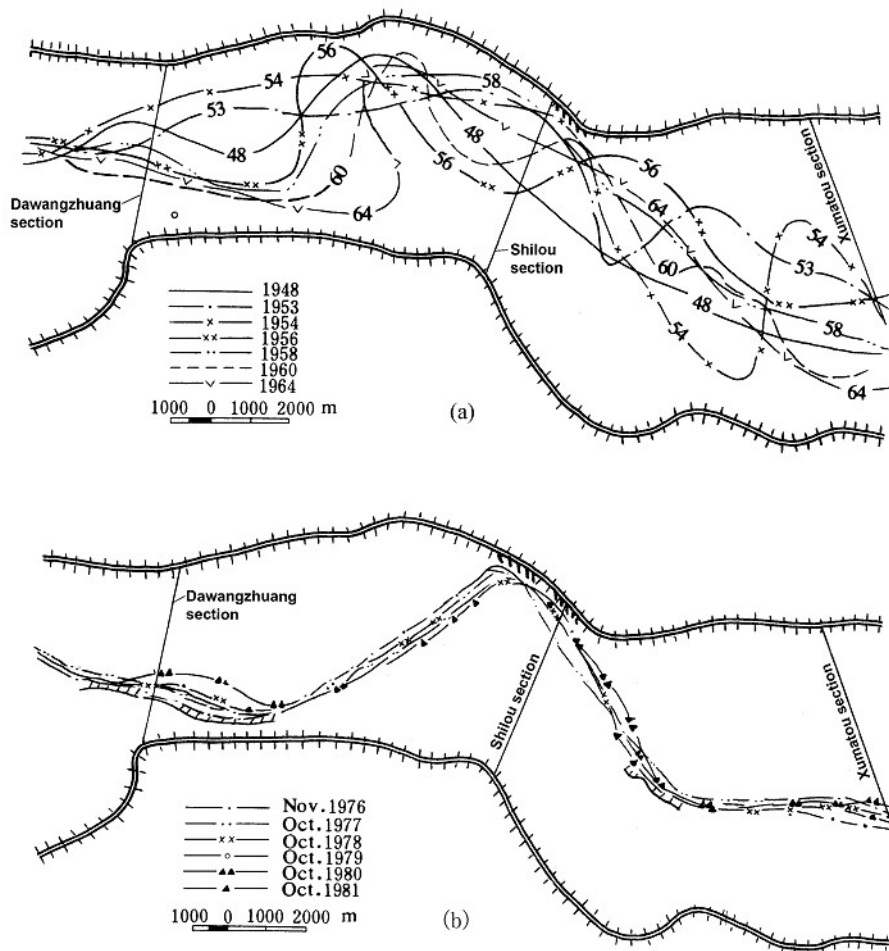 56
54
58
53
48
48
56
60
64
56
64
54
60
53
48
54
58
64
Dawangzhuang
section
Shilou
section
Xumatou section
1948
1953
1954
1956
1958
1960
1964
1000 0 1000 2000 m
(a)
Dawangzhuang
section
Shilou section
Xumatou section
Nov.1976
Oct.1977
Oct.1978
Oct.1979
Oct.1980
Oct.1981
1000 0 1000 2000 m
(b)